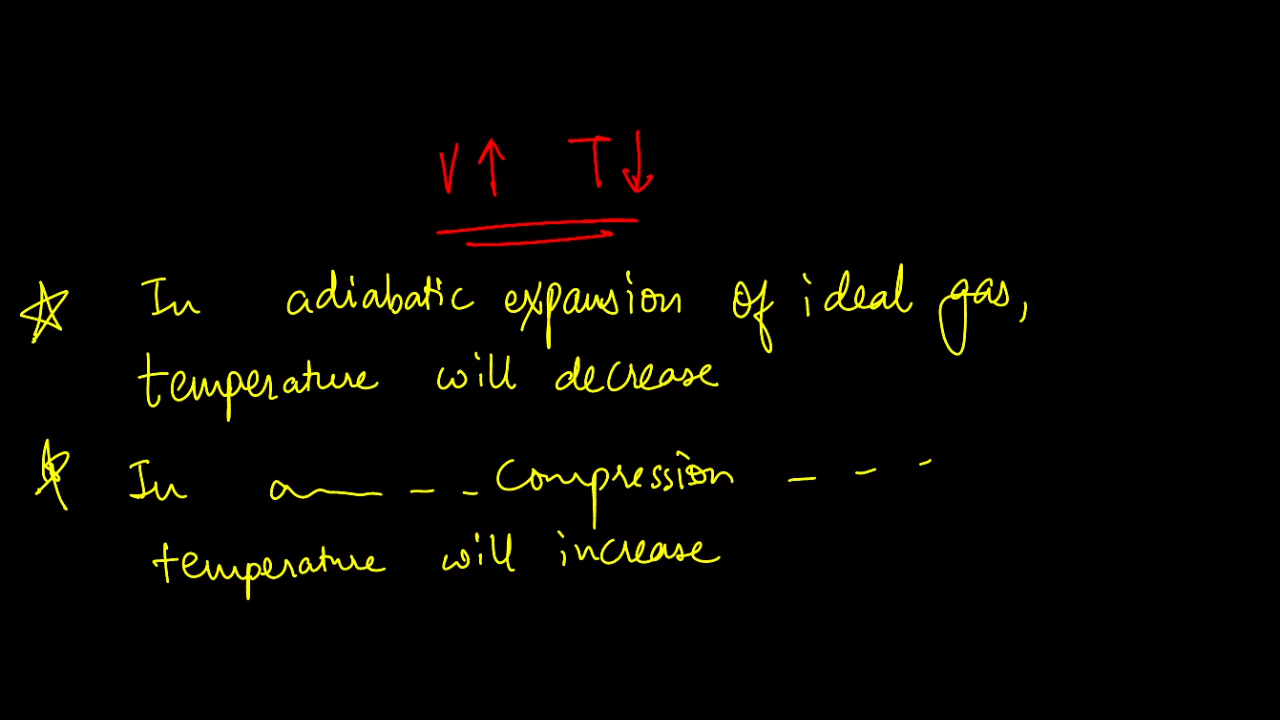 V↑ T↓
In adiabatic expansion of ideal gas,
temperature will decrease
In a--- Compression ---
temperature will increase